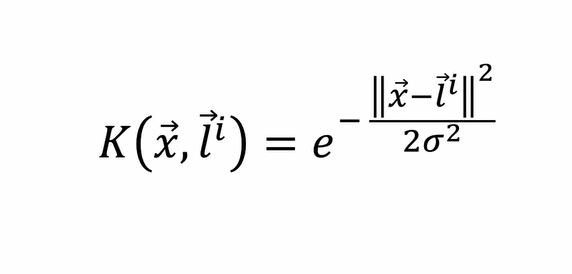 K(x⃗, l⃗ⁱ) = e^{−‖x⃗−l⃗ⁱ‖²/2σ²}